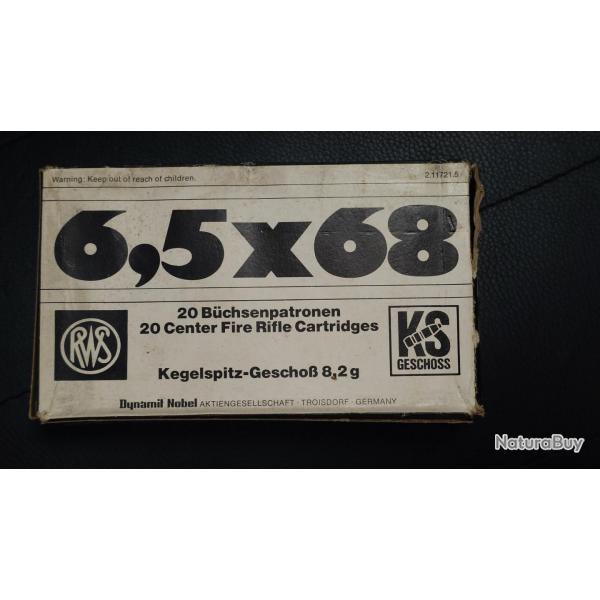 Warning: Keep out of reach of children. 2.11721.5
6,5x68
20 Büchsenpatronen
20 Center Fire Rifle Cartridges
RWS
KS
GESCHOSS
Kegelspitz-Geschoß 8,2 g
Dynamit Nobel AKTIENGESELLSCHAFT · TROISDORF · GERMANY
NaturaBuy